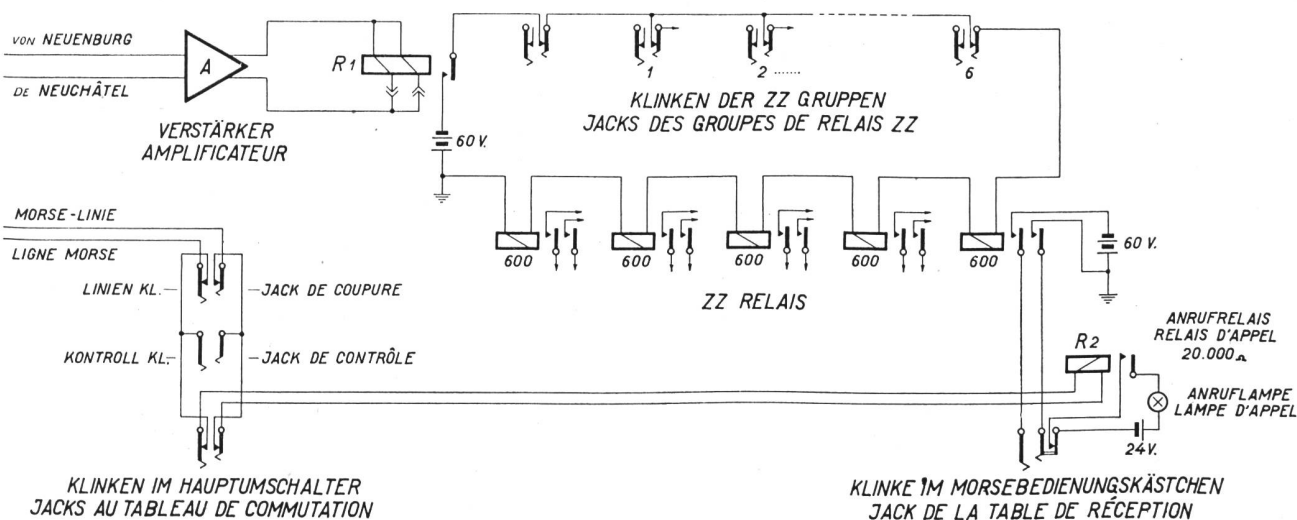 VON NEUENBURG
DE NEUCHÂTEL
A
R1
VERSTÄRKER
AMPLIFICATEUR
60 V.
1
2 .......
6
KLINKEN DER ZZ GRUPPEN
JACKS DES GROUPES DE RELAIS ZZ
MORSE-LINIE
LIGNE MORSE
LINIEN KL.
JACK DE COUPURE
KONTROLL KL.
JACK DE CONTRÔLE
600
600
600
600
600
60 V.
ZZ RELAIS
R2
ANRUFRELAIS
RELAIS D'APPEL
20.000 Ω
ANRUFLAMPE
LAMPE D'APPEL
24V.
KLINKEN IM HAUPTUMSCHALTER
JACKS AU TABLEAU DE COMMUTATION
KLINKE IM MORSEBEDIENUNGSKÄSTCHEN
JACK DE LA TABLE DE RÉCEPTION